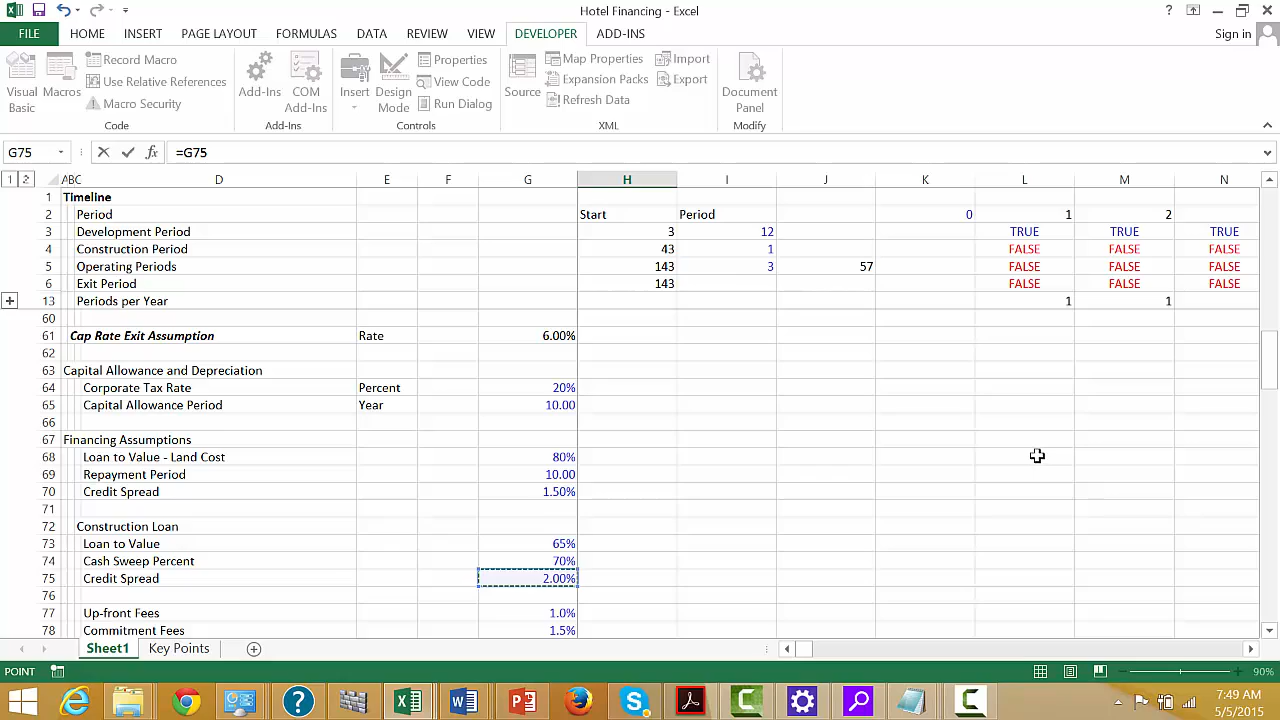 Hotel Financing - Excel
FILE HOME INSERT PAGE LAYOUT FORMULAS DATA REVIEW VIEW DEVELOPER ADD-INS Sign in
Visual Basic
Macros
Record Macro
Use Relative References
Macro Security
Code
Add-Ins
COM Add-Ins
Add-Ins
Insert
Design Mode
Properties
View Code
Run Dialog
Controls
Source
Map Properties
Expansion Packs
Refresh Data
Import
Export
XML
Document Panel
Modify
G75 fx =G75
1 2 ABC D E F G H I J K L M N
1 Timeline
2 Period Start Period 0 1 2
3 Development Period 3 12 TRUE TRUE TRUE
4 Construction Period 43 1 FALSE FALSE FALSE
5 Operating Periods 143 3 57 FALSE FALSE FALSE
6 Exit Period 143 FALSE FALSE FALSE
13 Periods per Year 1 1
60
61 Cap Rate Exit Assumption Rate 6.00%
62
63 Capital Allowance and Depreciation
64 Corporate Tax Rate Percent 20%
65 Capital Allowance Period Year 10.00
66
67 Financing Assumptions
68 Loan to Value - Land Cost 80%
69 Repayment Period 10.00
70 Credit Spread 1.50%
71
72 Construction Loan
73 Loan to Value 65%
74 Cash Sweep Percent 70%
75 Credit Spread 2.00%
76
77 Up-front Fees 1.0%
78 Commitment Fees 1.5%
Sheet1 Key Points
POINT 90%
7:49 AM
5/5/2015